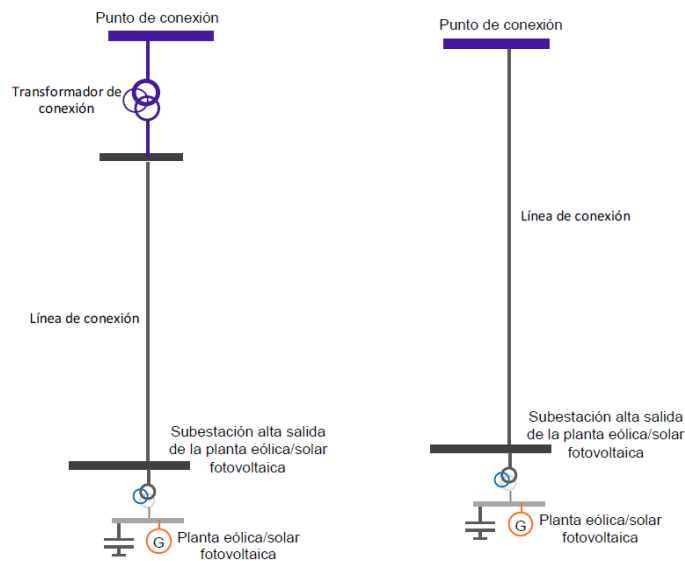 Punto de conexión
Transformador de
conexión
Línea de conexión
Subestación alta salida
de la planta eólica/solar
fotovoltaica
G
Planta eólica/solar
fotovoltaica
Punto de conexión
Línea de conexión
Subestación alta salida
de la planta eólica/solar
fotovoltaica
G
Planta eólica/solar
fotovoltaica